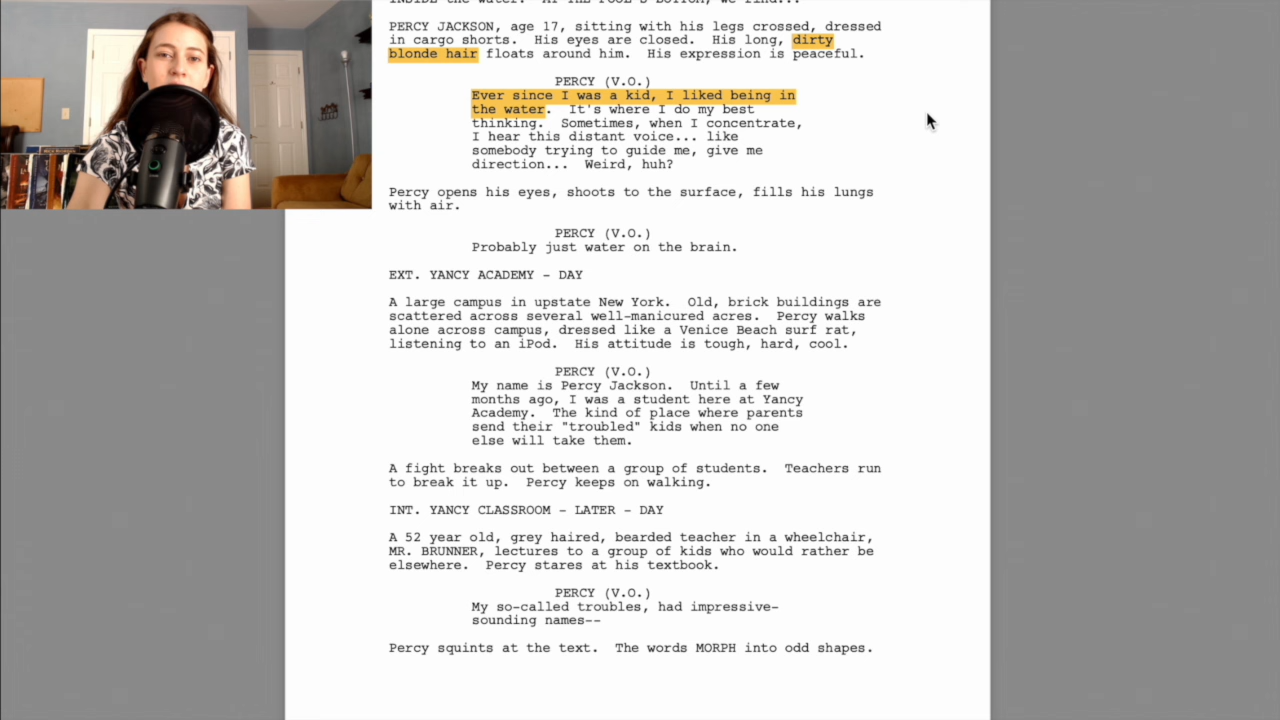 INSIDE the water. At the POOL'S BOTTOM, we find...
PERCY JACKSON, age 17, sitting with his legs crossed, dressed
in cargo shorts.  His eyes are closed.  His long, dirty
blonde hair floats around him.  His expression is peaceful.
PERCY (V.O.)
Ever since I was a kid, I liked being in
the water.  It's where I do my best
thinking.  Sometimes, when I concentrate,
I hear this distant voice... like
somebody trying to guide me, give me
direction...  Weird, huh?
Percy opens his eyes, shoots to the surface, fills his lungs
with air.
PERCY (V.O.)
Probably just water on the brain.
EXT. YANCY ACADEMY - DAY
A large campus in upstate New York.  Old, brick buildings are
scattered across several well-manicured acres.  Percy walks
alone across campus, dressed like a Venice Beach surf rat,
listening to an iPod.  His attitude is tough, hard, cool.
PERCY (V.O.)
My name is Percy Jackson.  Until a few
months ago, I was a student here at Yancy
Academy.  The kind of place where parents
send their "troubled" kids when no one
else will take them.
A fight breaks out between a group of students.  Teachers run
to break it up.  Percy keeps on walking.
INT. YANCY CLASSROOM - LATER - DAY
A 52 year old, grey haired, bearded teacher in a wheelchair,
MR. BRUNNER, lectures to a group of kids who would rather be
elsewhere.  Percy stares at his textbook.
PERCY (V.O.)
My so-called troubles, had impressive-
sounding names--
Percy squints at the text.  The words MORPH into odd shapes.